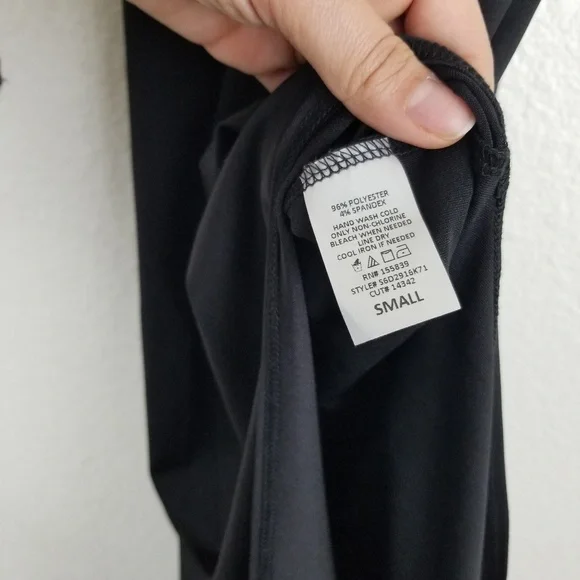 96% POLYESTER
4% SPANDEX
HAND WASH COLD
ONLY NON-CHLORINE
BLEACH WHEN NEEDED
LINE DRY
COOL IRON IF NEEDED
RN# 155839
STYLE# S6D2916K71
CUT# 14342
SMALL